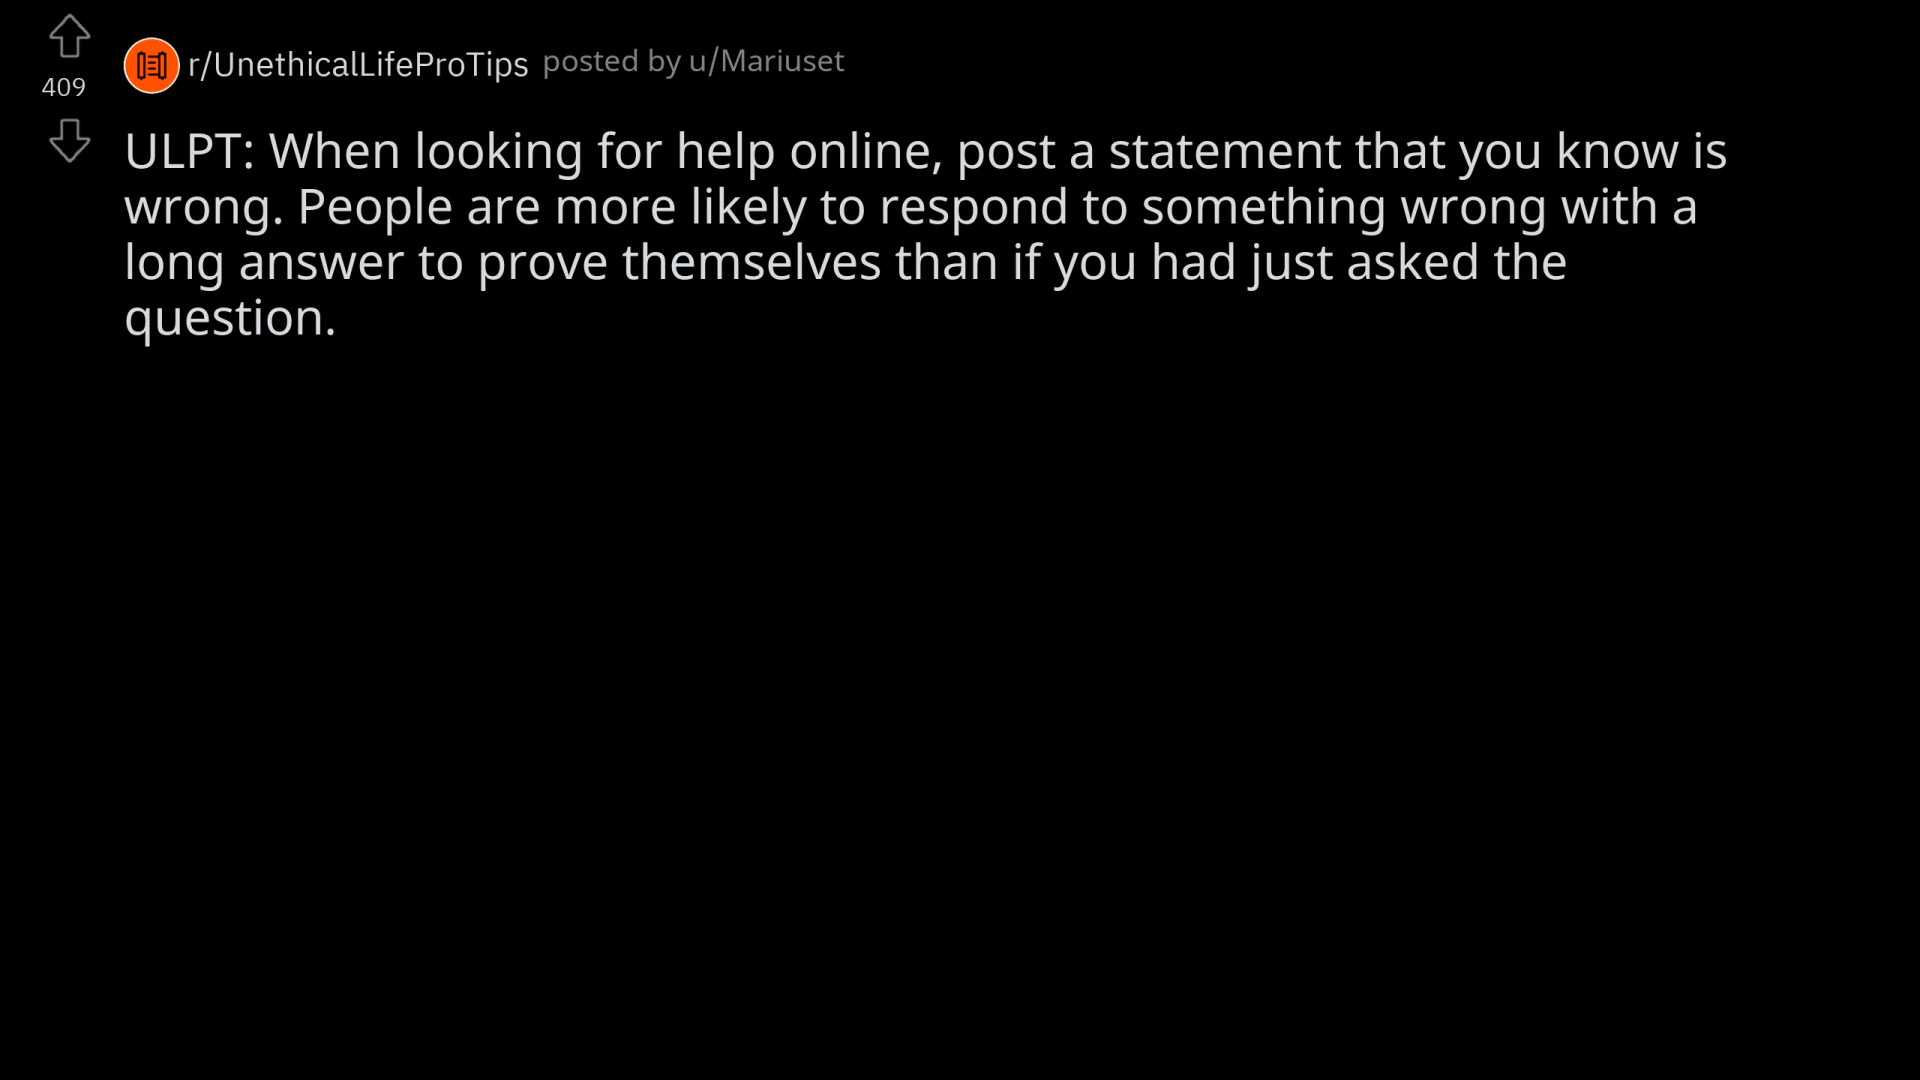 r/UnethicalLifeProTips posted by u/Mariuset
409
ULPT: When looking for help online, post a statement that you know is
wrong. People are more likely to respond to something wrong with a
long answer to prove themselves than if you had just asked the
question.